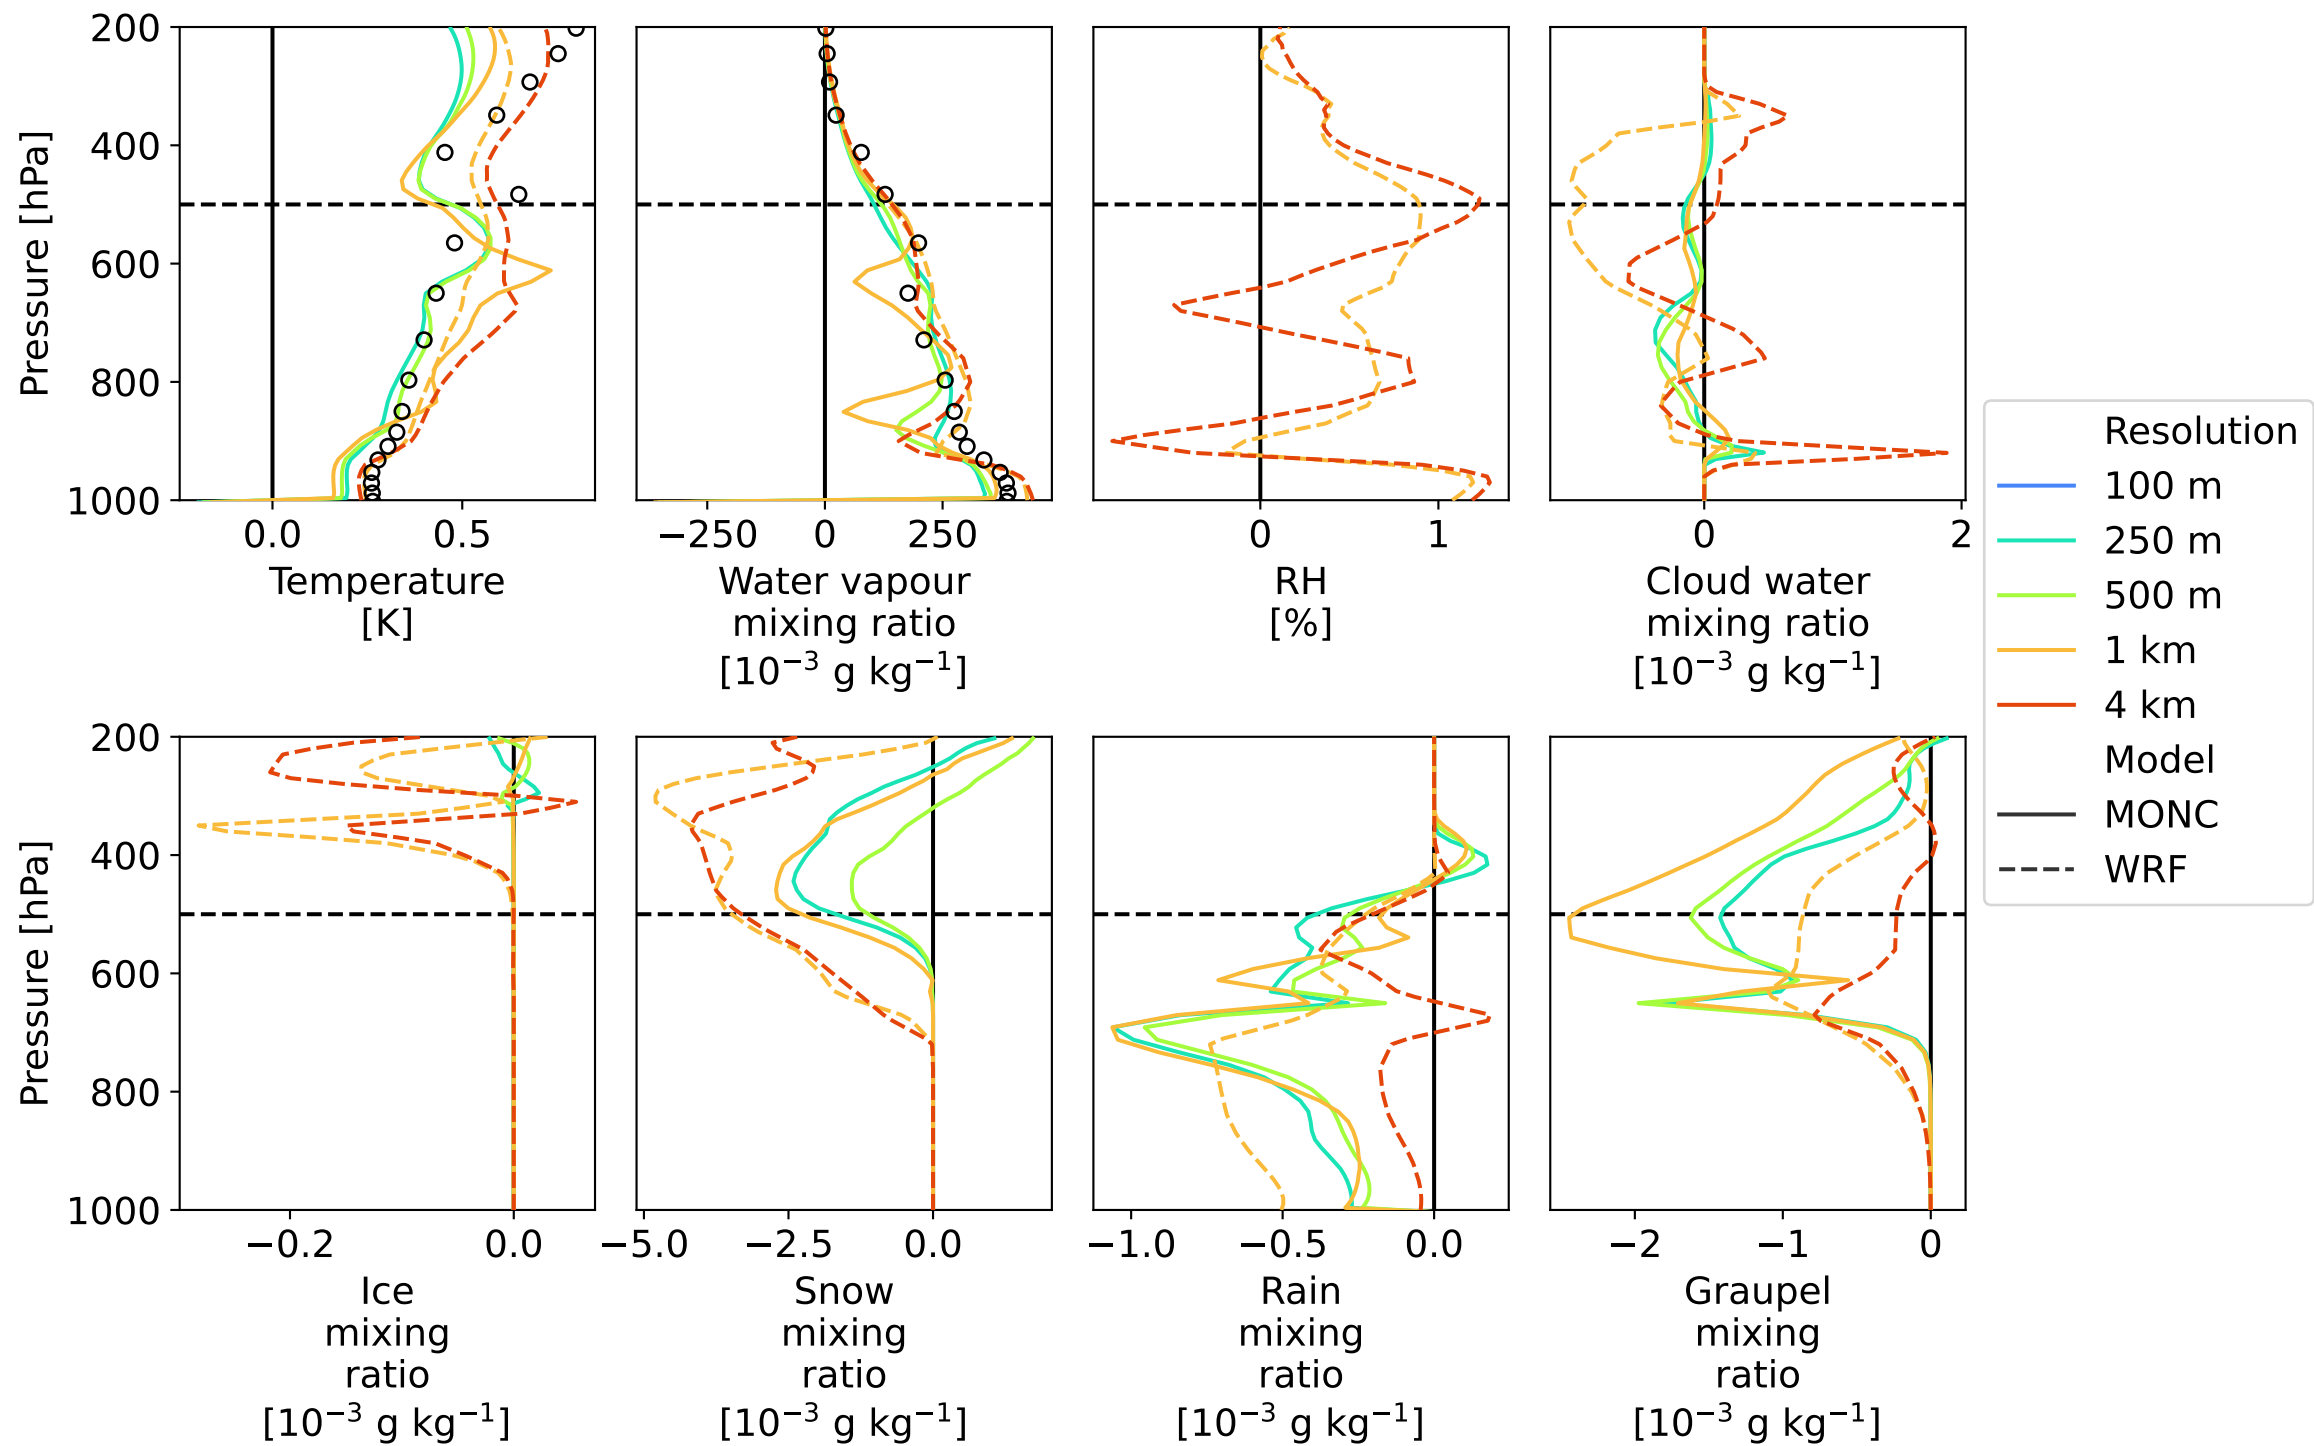 200
400
600
800
1000
Pressure [hPa]
0.0 0.5
Temperature
[K]
−250 0 250
Water vapour
mixing ratio
[10⁻³ g kg⁻¹]
0 1
RH
[%]
0 2
Cloud water
mixing ratio
[10⁻³ g kg⁻¹]
Resolution
100 m
250 m
500 m
1 km
4 km
Model
MONC
WRF
200
400
600
800
1000
Pressure [hPa]
−0.2 0.0
Ice
mixing
ratio
[10⁻³ g kg⁻¹]
−5.0 −2.5 0.0
Snow
mixing
ratio
[10⁻³ g kg⁻¹]
−1.0 −0.5 0.0
Rain
mixing
ratio
[10⁻³ g kg⁻¹]
−2 −1 0
Graupel
mixing
ratio
[10⁻³ g kg⁻¹]